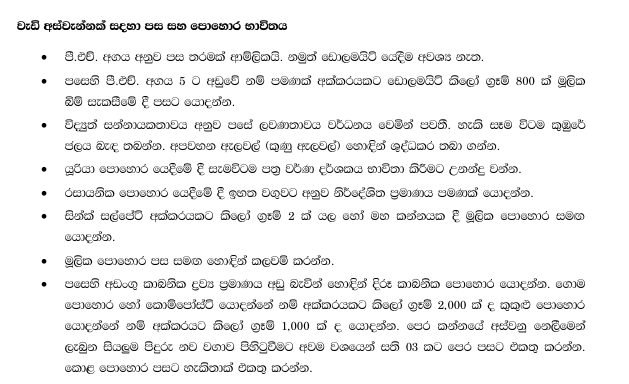 වැඩි අස්වැන්නක් සඳහා පස සහ පොහොර භාවිතය
• පී.එච්. අගය අනුව පස තරමක් ආම්ලිකයි. නමුත් ඩොලමයිට් යෙදීම අවශ්‍ය නැත.
• පසෙහි පී.එච්. අගය 5 ට අඩුවේ නම් පමණක් අක්කරයකට ඩොලමයිට් කිලෝ ග්‍රෑම් 800 ක් මූලික
බිම් සැකසීමේ දී පසට යොදන්න.
• විද්‍යුත් සන්නායකතාවය අනුව පසේ ලවණතාවය වර්ධනය වෙමින් පවතී. හැකි සෑම විටම කුඹුරේ
ජලය බැඳ තබන්න. අපවහන ඇලවල් (කුණු ඇලවල්) හොඳින් ශුද්ධකර තබා ගන්න.
• යූරියා පොහොර යෙදීමේ දී සැමවිටම පත්‍ර වර්ණ දර්ශකය භාවිතා කිරීමට උනන්දු වන්න.
• රසායනික පොහොර යෙදීමේ දී ඉහත වගුවට අනුව නිර්දේශිත ප්‍රමාණය පමණක් යොදන්න.
• සින්ක් සල්පේට් අක්කරයකට කිලෝ ග්‍රෑම් 2 ක් යල හෝ මහ කන්නයක දී මූලික පොහොර සමඟ
යොදන්න.
• මූලික පොහොර පස සමඟ හොඳින් කලවම් කරන්න.
• පසෙහි අඩංගු කාබනික ද්‍රව්‍ය ප්‍රමාණය අඩු බැවින් හොඳින් දිරූ කාබනික පොහොර යොදන්න. ගොම
පොහොර හෝ කොම්පෝස්ට් යොදන්නේ නම් අක්කරයකට කිලෝ ග්‍රෑම් 2,000 ක් ද කුකුළු පොහොර
යොදන්නේ නම් අක්කරයට කිලෝ ග්‍රෑම් 1,000 ක් ද යොදන්න. පෙර කන්නයේ අස්වනු නෙලීමෙන්
ලැබුන සියලුම පිදුරු නව වගාව පිහිටුවීමට අවම වශයෙන් සති 03 කට පෙර පසට එකතු කරන්න.
කොළ පොහොර පසට හැකිතාක් එකතු කරන්න.